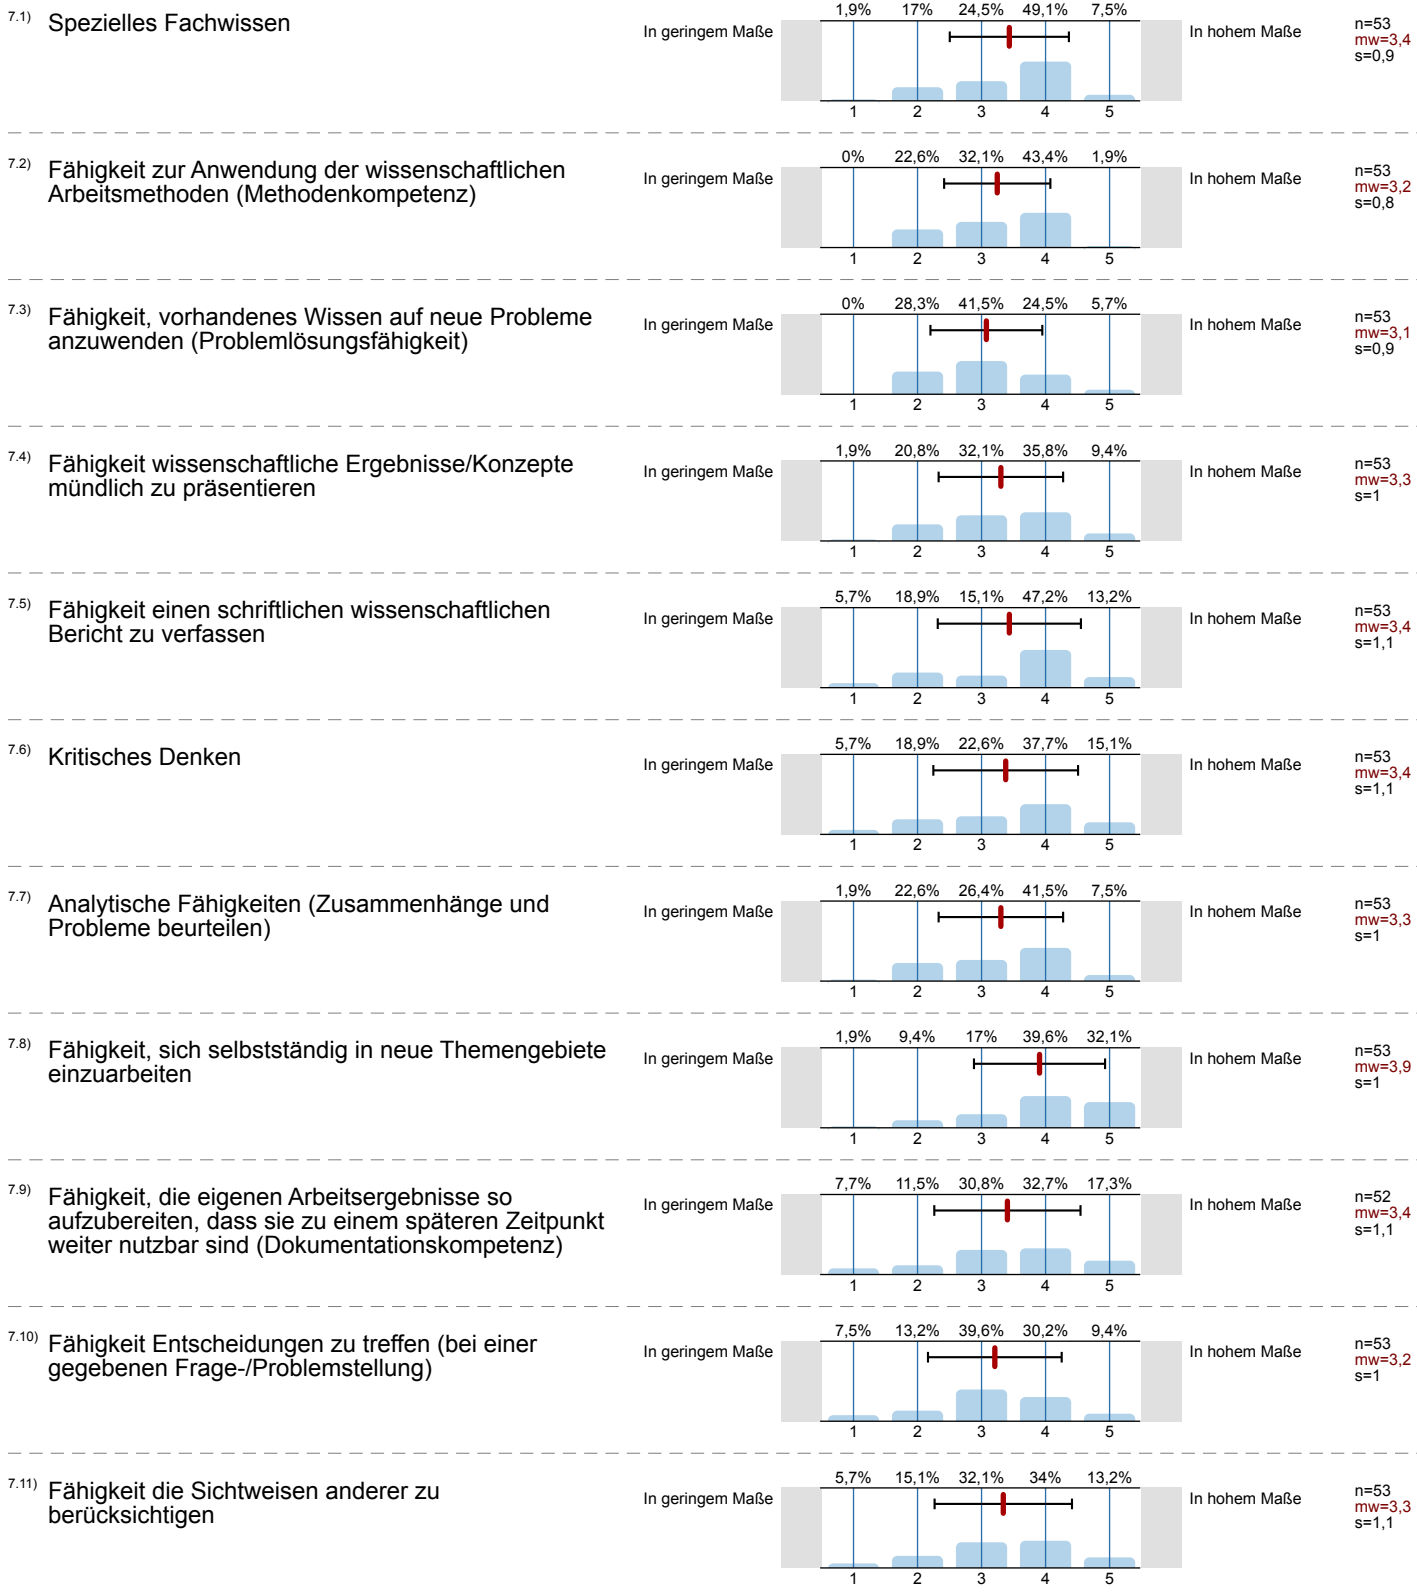 7.1) Spezielles Fachwissen
In geringem Maße
1,9% 17% 24,5% 49,1% 7,5%
1 2 3 4 5
In hohem Maße
n=53
mw=3,4
s=0,9
7.2) Fähigkeit zur Anwendung der wissenschaftlichen
Arbeitsmethoden (Methodenkompetenz)
In geringem Maße
0% 22,6% 32,1% 43,4% 1,9%
1 2 3 4 5
In hohem Maße
n=53
mw=3,2
s=0,8
7.3) Fähigkeit, vorhandenes Wissen auf neue Probleme
anzuwenden (Problemlösungsfähigkeit)
In geringem Maße
0% 28,3% 41,5% 24,5% 5,7%
1 2 3 4 5
In hohem Maße
n=53
mw=3,1
s=0,9
7.4) Fähigkeit wissenschaftliche Ergebnisse/Konzepte
mündlich zu präsentieren
In geringem Maße
1,9% 20,8% 32,1% 35,8% 9,4%
1 2 3 4 5
In hohem Maße
n=53
mw=3,3
s=1
7.5) Fähigkeit einen schriftlichen wissenschaftlichen
Bericht zu verfassen
In geringem Maße
5,7% 18,9% 15,1% 47,2% 13,2%
1 2 3 4 5
In hohem Maße
n=53
mw=3,4
s=1,1
7.6) Kritisches Denken
In geringem Maße
5,7% 18,9% 22,6% 37,7% 15,1%
1 2 3 4 5
In hohem Maße
n=53
mw=3,4
s=1,1
7.7) Analytische Fähigkeiten (Zusammenhänge und
Probleme beurteilen)
In geringem Maße
1,9% 22,6% 26,4% 41,5% 7,5%
1 2 3 4 5
In hohem Maße
n=53
mw=3,3
s=1
7.8) Fähigkeit, sich selbstständig in neue Themengebiete
einzuarbeiten
In geringem Maße
1,9% 9,4% 17% 39,6% 32,1%
1 2 3 4 5
In hohem Maße
n=53
mw=3,9
s=1
7.9) Fähigkeit, die eigenen Arbeitsergebnisse so
aufzubereiten, dass sie zu einem späteren Zeitpunkt
weiter nutzbar sind (Dokumentationskompetenz)
In geringem Maße
7,7% 11,5% 30,8% 32,7% 17,3%
1 2 3 4 5
In hohem Maße
n=52
mw=3,4
s=1,1
7.10) Fähigkeit Entscheidungen zu treffen (bei einer
gegebenen Frage-/Problemstellung)
In geringem Maße
7,5% 13,2% 39,6% 30,2% 9,4%
1 2 3 4 5
In hohem Maße
n=53
mw=3,2
s=1
7.11) Fähigkeit die Sichtweisen anderer zu
berücksichtigen
In geringem Maße
5,7% 15,1% 32,1% 34% 13,2%
1 2 3 4 5
In hohem Maße
n=53
mw=3,3
s=1,1